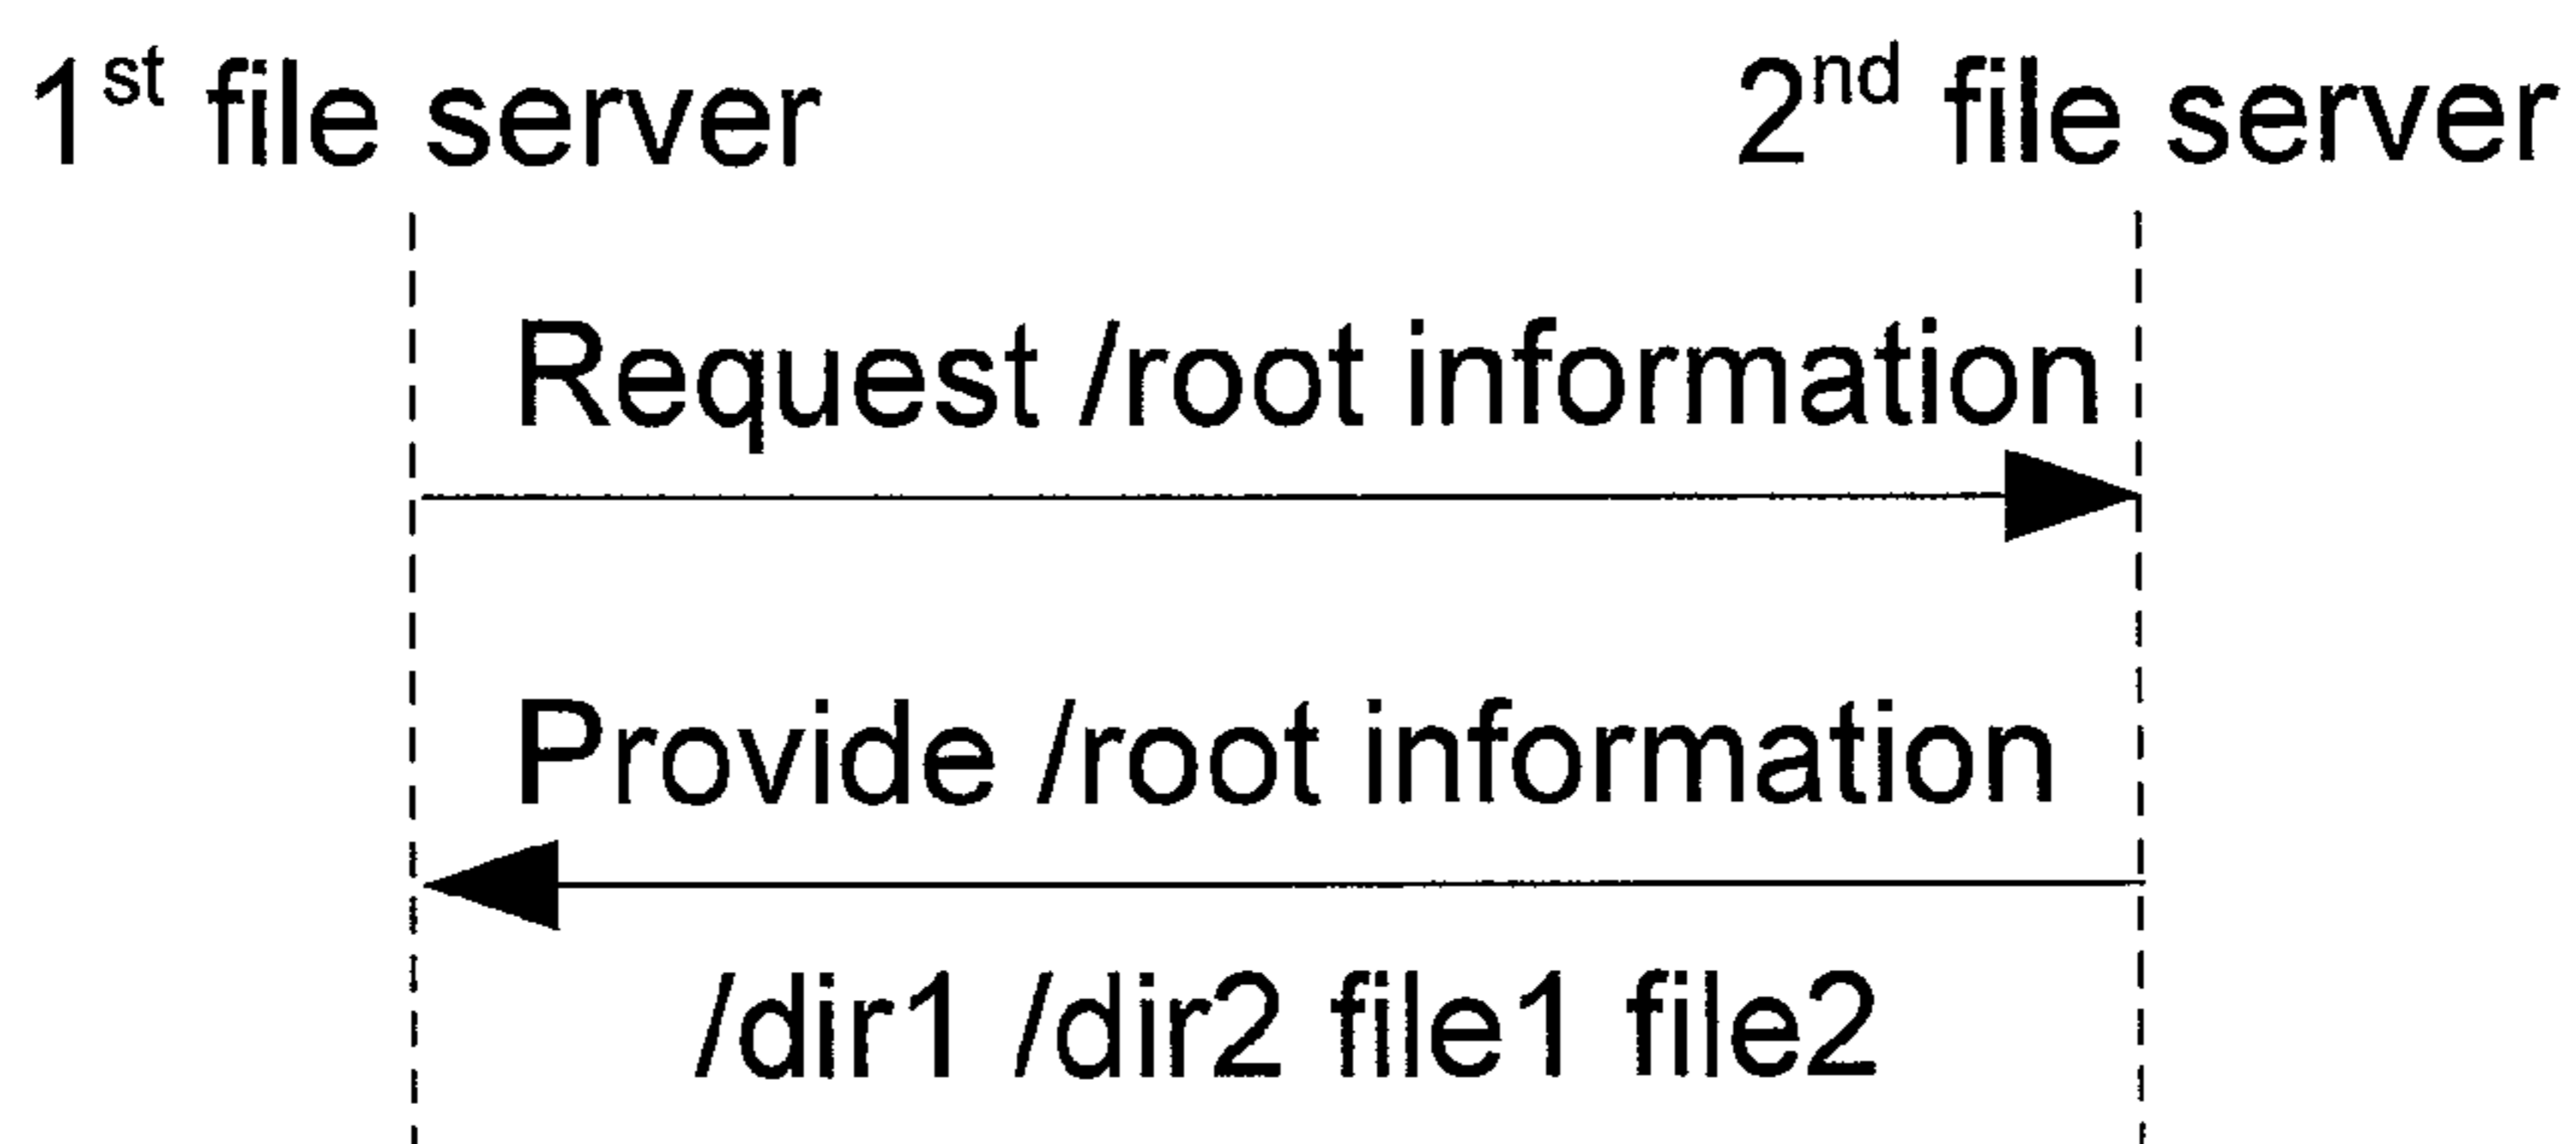 1st file server 2nd file server
Request /root information
Provide /root information
/dir1 /dir2 file1 file2